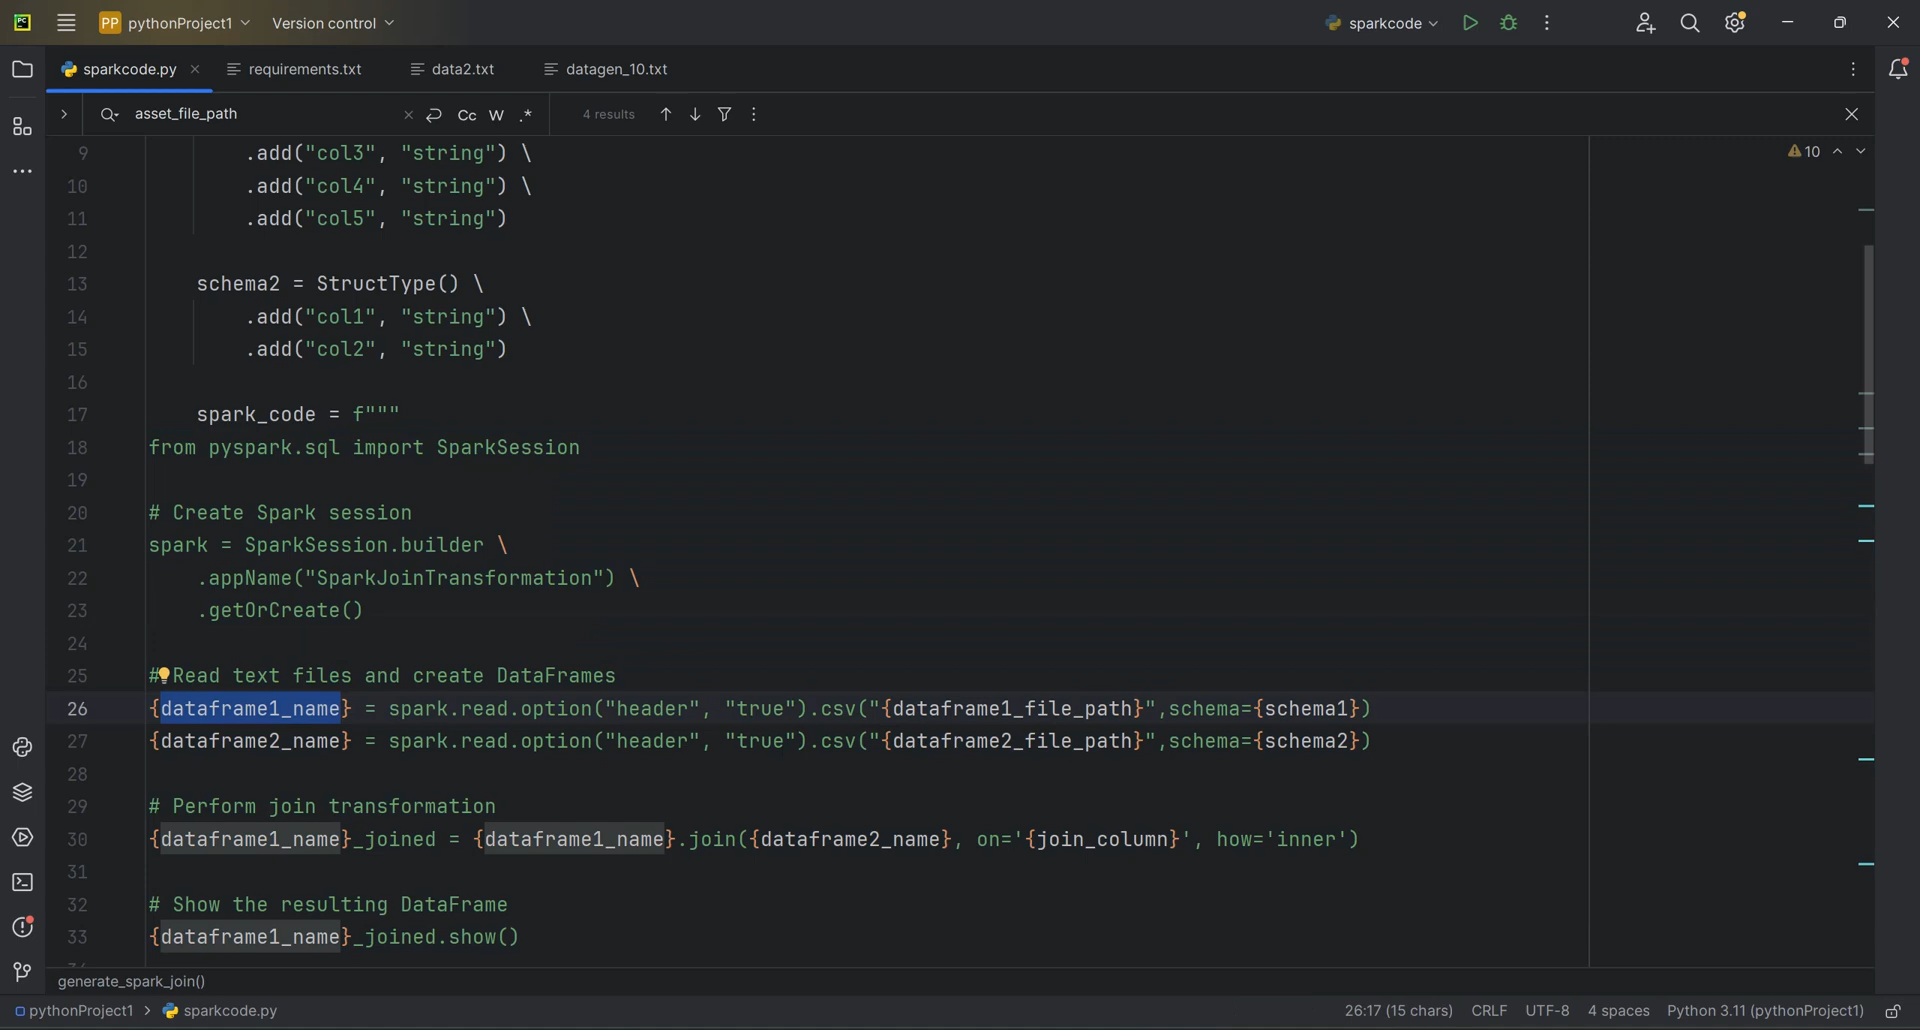 PC PP pythonProject1 Version control sparkcode
sparkcode.py requirements.txt data2.txt datagen_10.txt
asset_file_path Cc W .* 4 results
9 .add("col3", "string") \
10
10 .add("col4", "string") \
11 .add("col5", "string")
12
13 schema2 = StructType() \
14 .add("col1", "string") \
15 .add("col2", "string")
16
17 spark_code = f"""
18 from pyspark.sql import SparkSession
19
20 # Create Spark session
21 spark = SparkSession.builder \
22 .appName("SparkJoinTransformation") \
23 .getOrCreate()
24
25 # Read text files and create DataFrames
26 {dataframe1_name} = spark.read.option("header", "true").csv("{dataframe1_file_path}",schema={schema1})
27 {dataframe2_name} = spark.read.option("header", "true").csv("{dataframe2_file_path}",schema={schema2})
28
29 # Perform join transformation
30 {dataframe1_name}_joined = {dataframe1_name}.join({dataframe2_name}, on='{join_column}', how='inner')
31
32 # Show the resulting DataFrame
33 {dataframe1_name}_joined.show()
generate_spark_join()
pythonProject1 > sparkcode.py 26:17 (15 chars) CRLF UTF-8 4 spaces Python 3.11 (pythonProject1)